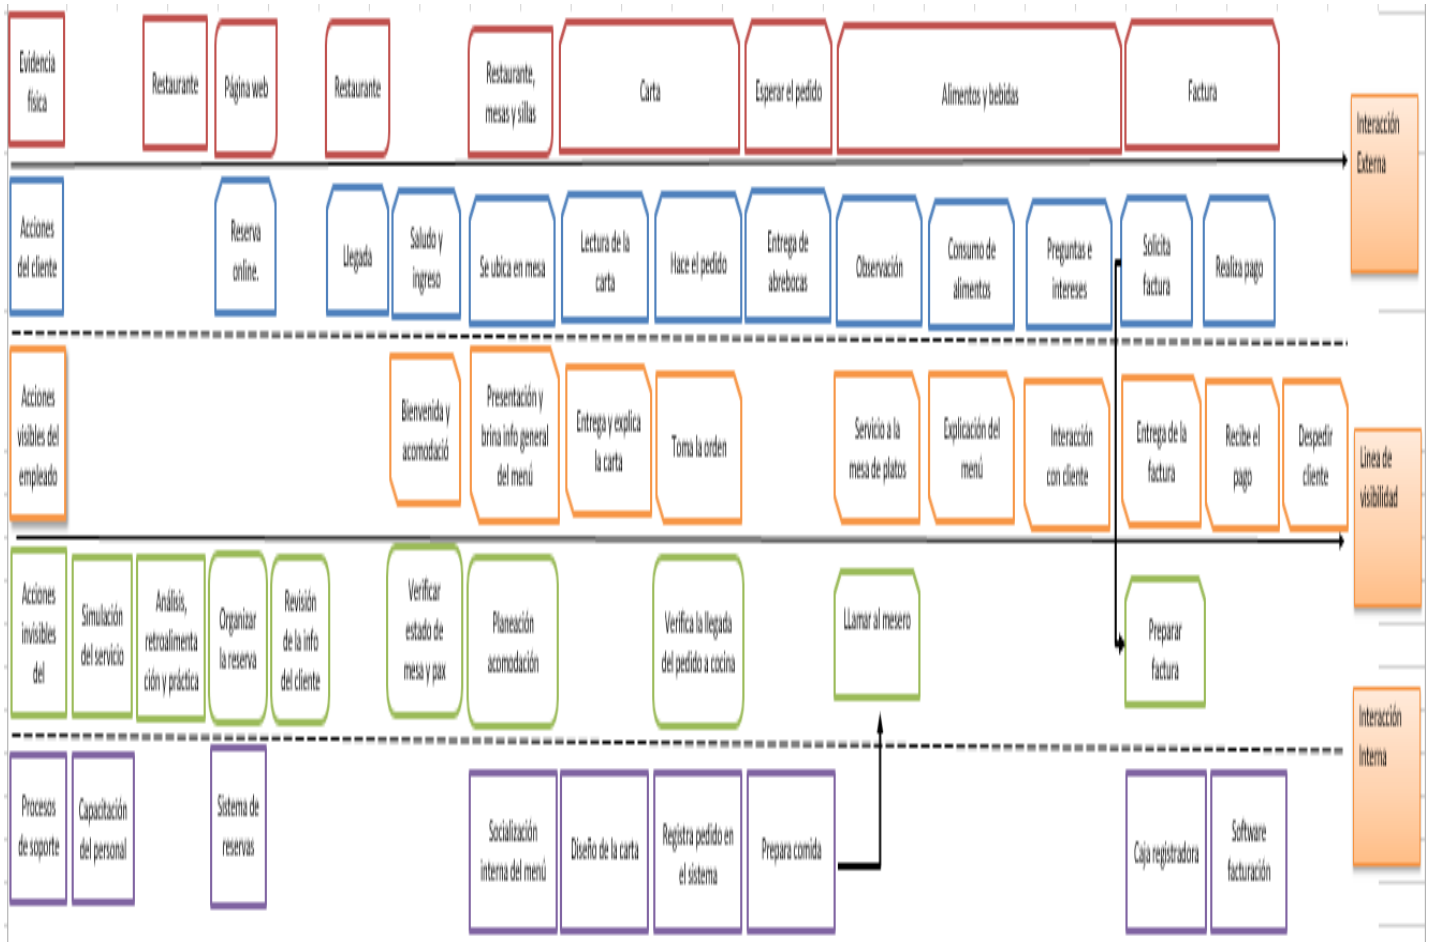 Evidencia
física
Restaurante
Página web
Restaurante
Restaurante,
mesas y sillas
Carta
Esperar el pedido
Alimentos y bebidas
Factura
Interacción
Externa
Acciones
del cliente
Reserva
online.
Llegada
Saludo y
ingreso
Se ubica en mesa
Lectura de la
carta
Hace el pedido
Entrega de
abrebocas
Observación
Consumo de
alimentos
Preguntas e
intereses
Solicita
factura
Realiza pago
Acciones
visibles del
empleado
Bienvenida y
acomodació
Presentación y
brina info general
del menú
Entrega y explica
la carta
Toma la orden
Servicio a la
mesa de platos
Explicación del
menú
Interacción
con cliente
Entrega de la
factura
Recibe el
pago
Despedir
cliente
Linea de
visibilidad
Acciones
invisibles
del
Simulación
del servicio
Análisis,
retroalimenta
ción y práctica
Organizar
la reserva
Revisión
de la info
del cliente
Verificar
estado de
mesa y pax
Planeación
acomodación
Verifica la llegada
del pedido a cocina
LLamar al mesero
Preparar
factura
Interacción
Interna
Procesos
de soporte
Capacitación
del personal
Sistema de
reservas
Socialización
interna del menú
Diseño de la carta
Registra pedido en
el sistema
Prepara comida
Caja registradora
Software
facturación